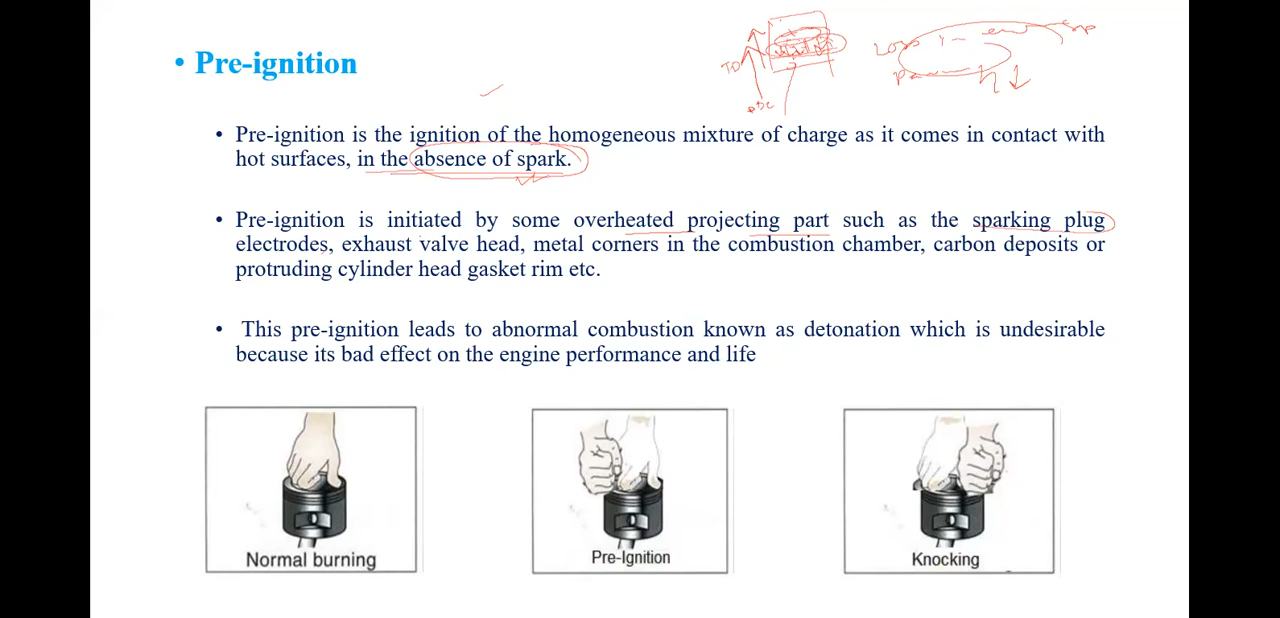 • Pre-ignition
Loss in
TD
• Pre-ignition is the ignition of the homogeneous mixture of charge as it comes in contact with
hot surfaces, in the absence of spark.
• Pre-ignition is initiated by some overheated projecting part such as the sparking plug
electrodes, exhaust valve head, metal corners in the combustion chamber, carbon deposits or
protruding cylinder head gasket rim etc.
• This pre-ignition leads to abnormal combustion known as detonation which is undesirable
because its bad effect on the engine performance and life
Normal burning
Pre-Ignition
Knocking